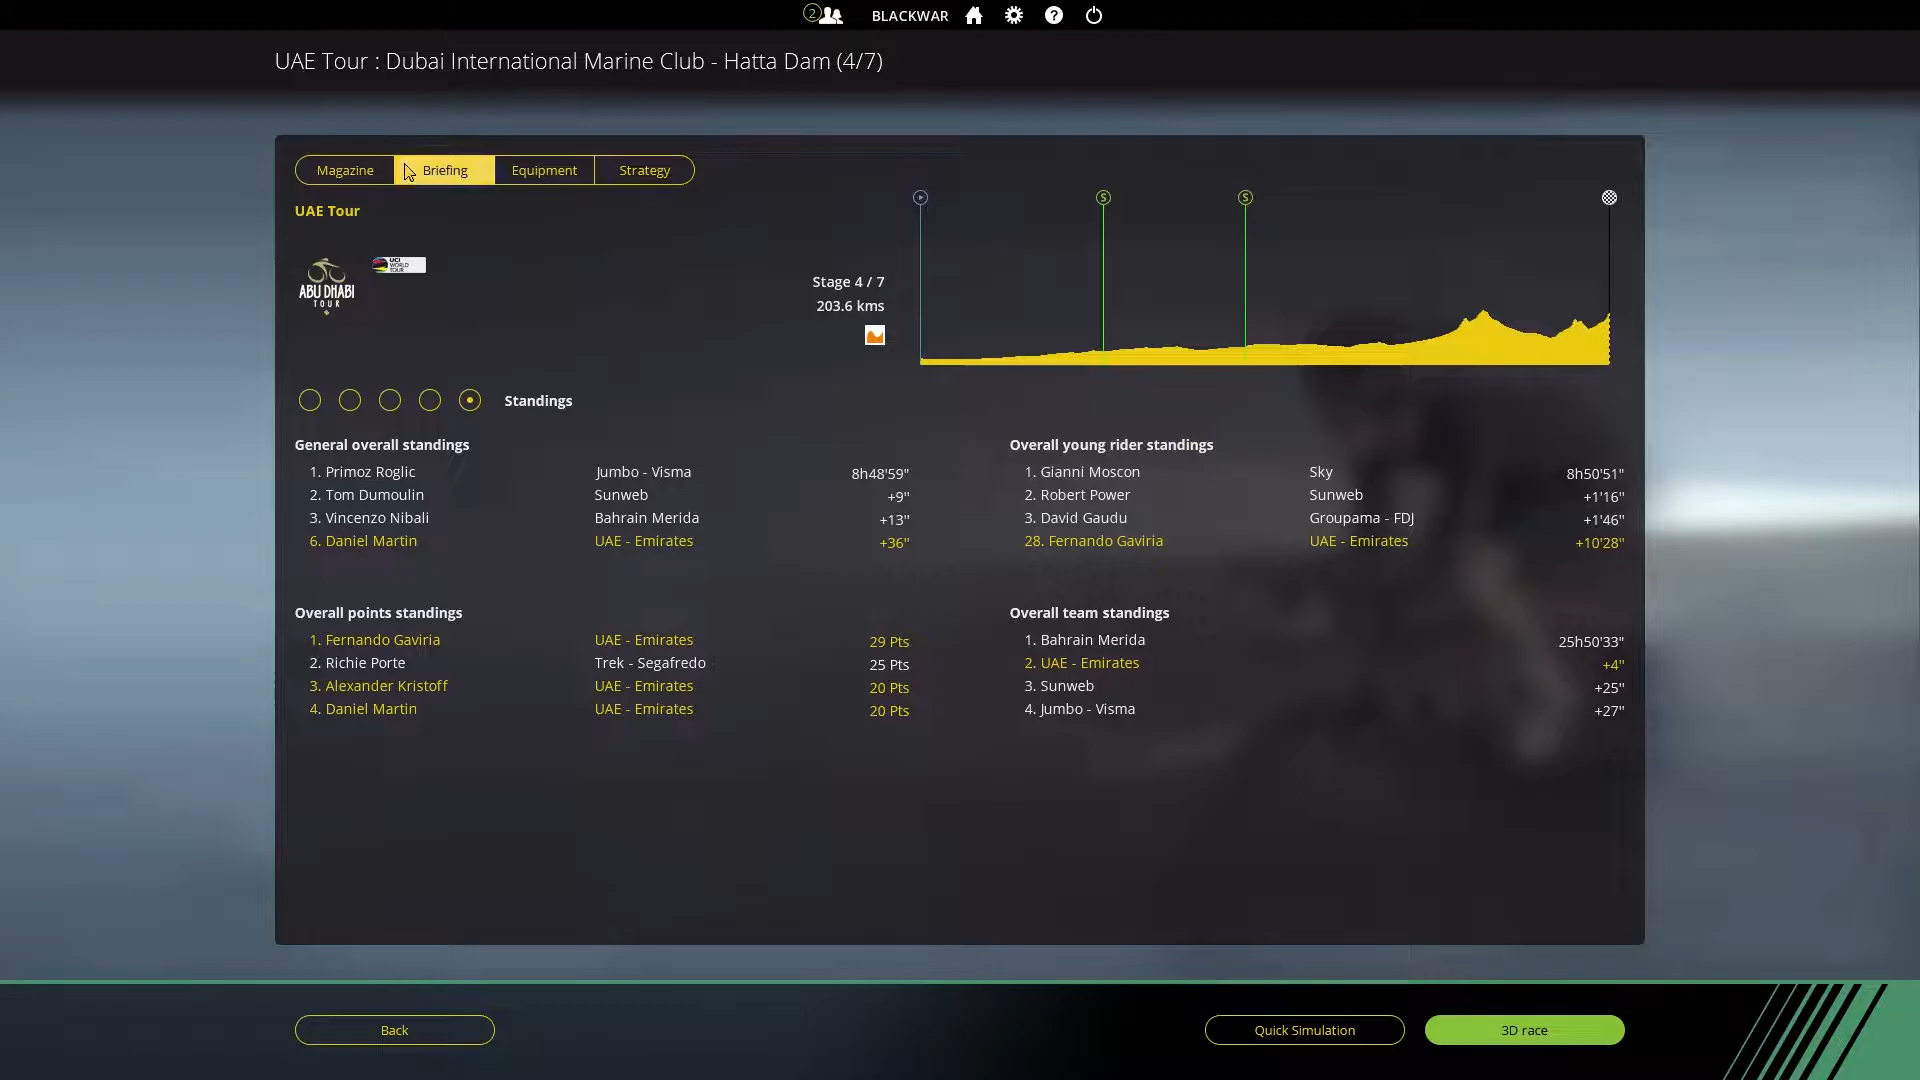 2
BLACKWAR
?
UAE Tour : Dubai International Marine Club - Hatta Dam (4/7)
Magazine Briefing Equipment Strategy
UAE Tour
S S
ABU DHABI
TOUR
UCI
WORLD
TOUR
Stage 4 / 7
203.6 kms
Standings
General overall standings
1. Primoz Roglic Jumbo - Visma 8h48'59''
2. Tom Dumoulin Sunweb +9''
3. Vincenzo Nibali Bahrain Merida +13''
6. Daniel Martin UAE - Emirates +36''
Overall young rider standings
1. Gianni Moscon Sky 8h50'51''
2. Robert Power Sunweb +1'16''
3. David Gaudu Groupama - FDJ +1'46''
28. Fernando Gaviria UAE - Emirates +10'28''
Overall points standings
1. Fernando Gaviria UAE - Emirates 29 Pts
2. Richie Porte Trek - Segafredo 25 Pts
3. Alexander Kristoff UAE - Emirates 20 Pts
4. Daniel Martin UAE - Emirates 20 Pts
Overall team standings
1. Bahrain Merida 25h50'33''
2. UAE - Emirates +4''
3. Sunweb +25''
4. Jumbo - Visma +27''
Back
Quick Simulation
3D race